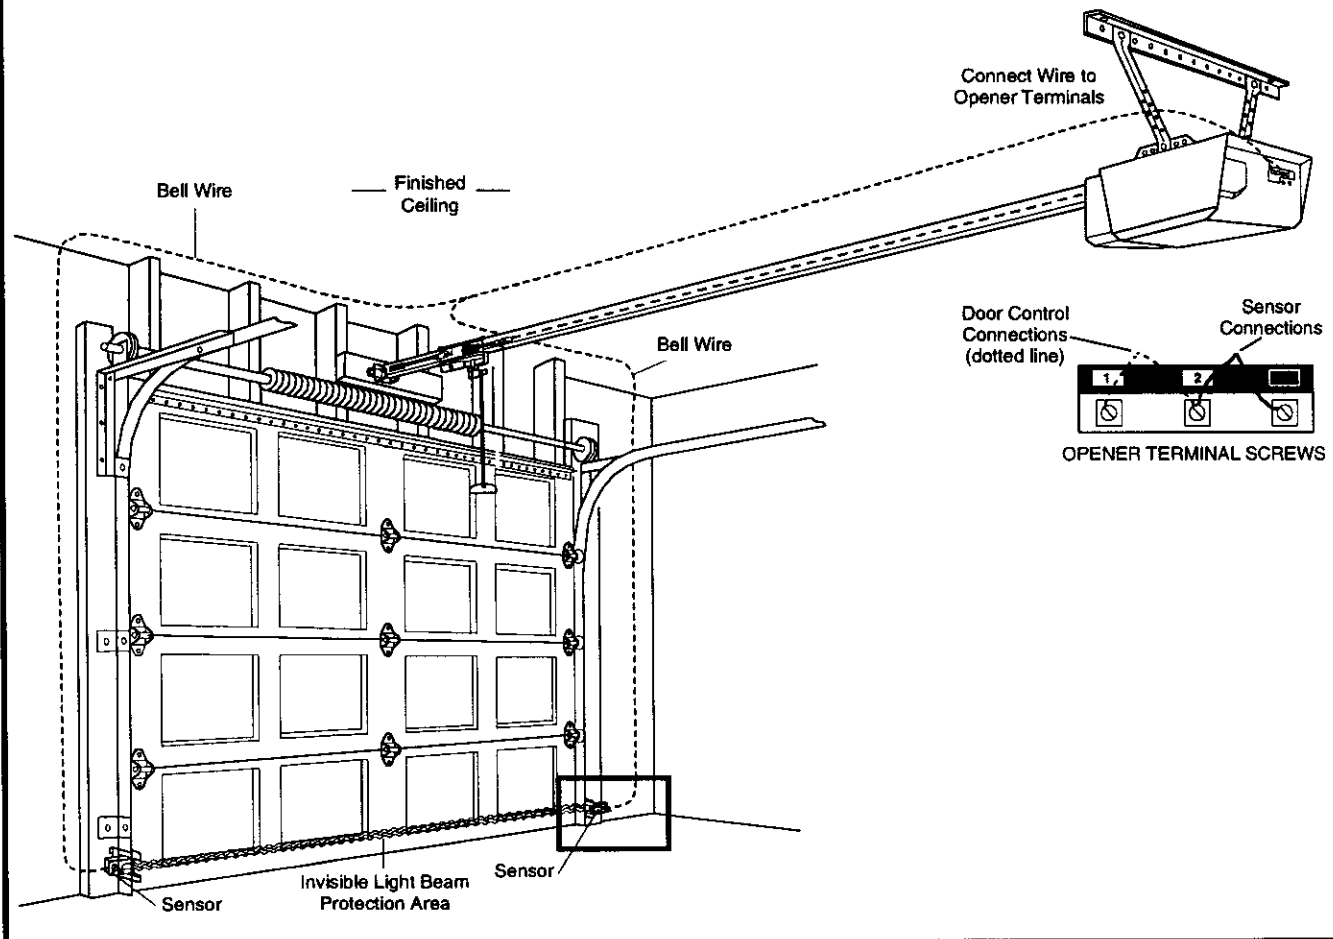 Connect Wire to
Opener Terminals
Bell Wire
Finished
Ceiling
Door Control
Connections
(dotted line)
Sensor
Connections
Bell Wire
1
2
OPENER TERMINAL SCREWS
Sensor
Invisible Light Beam
Protection Area
Sensor